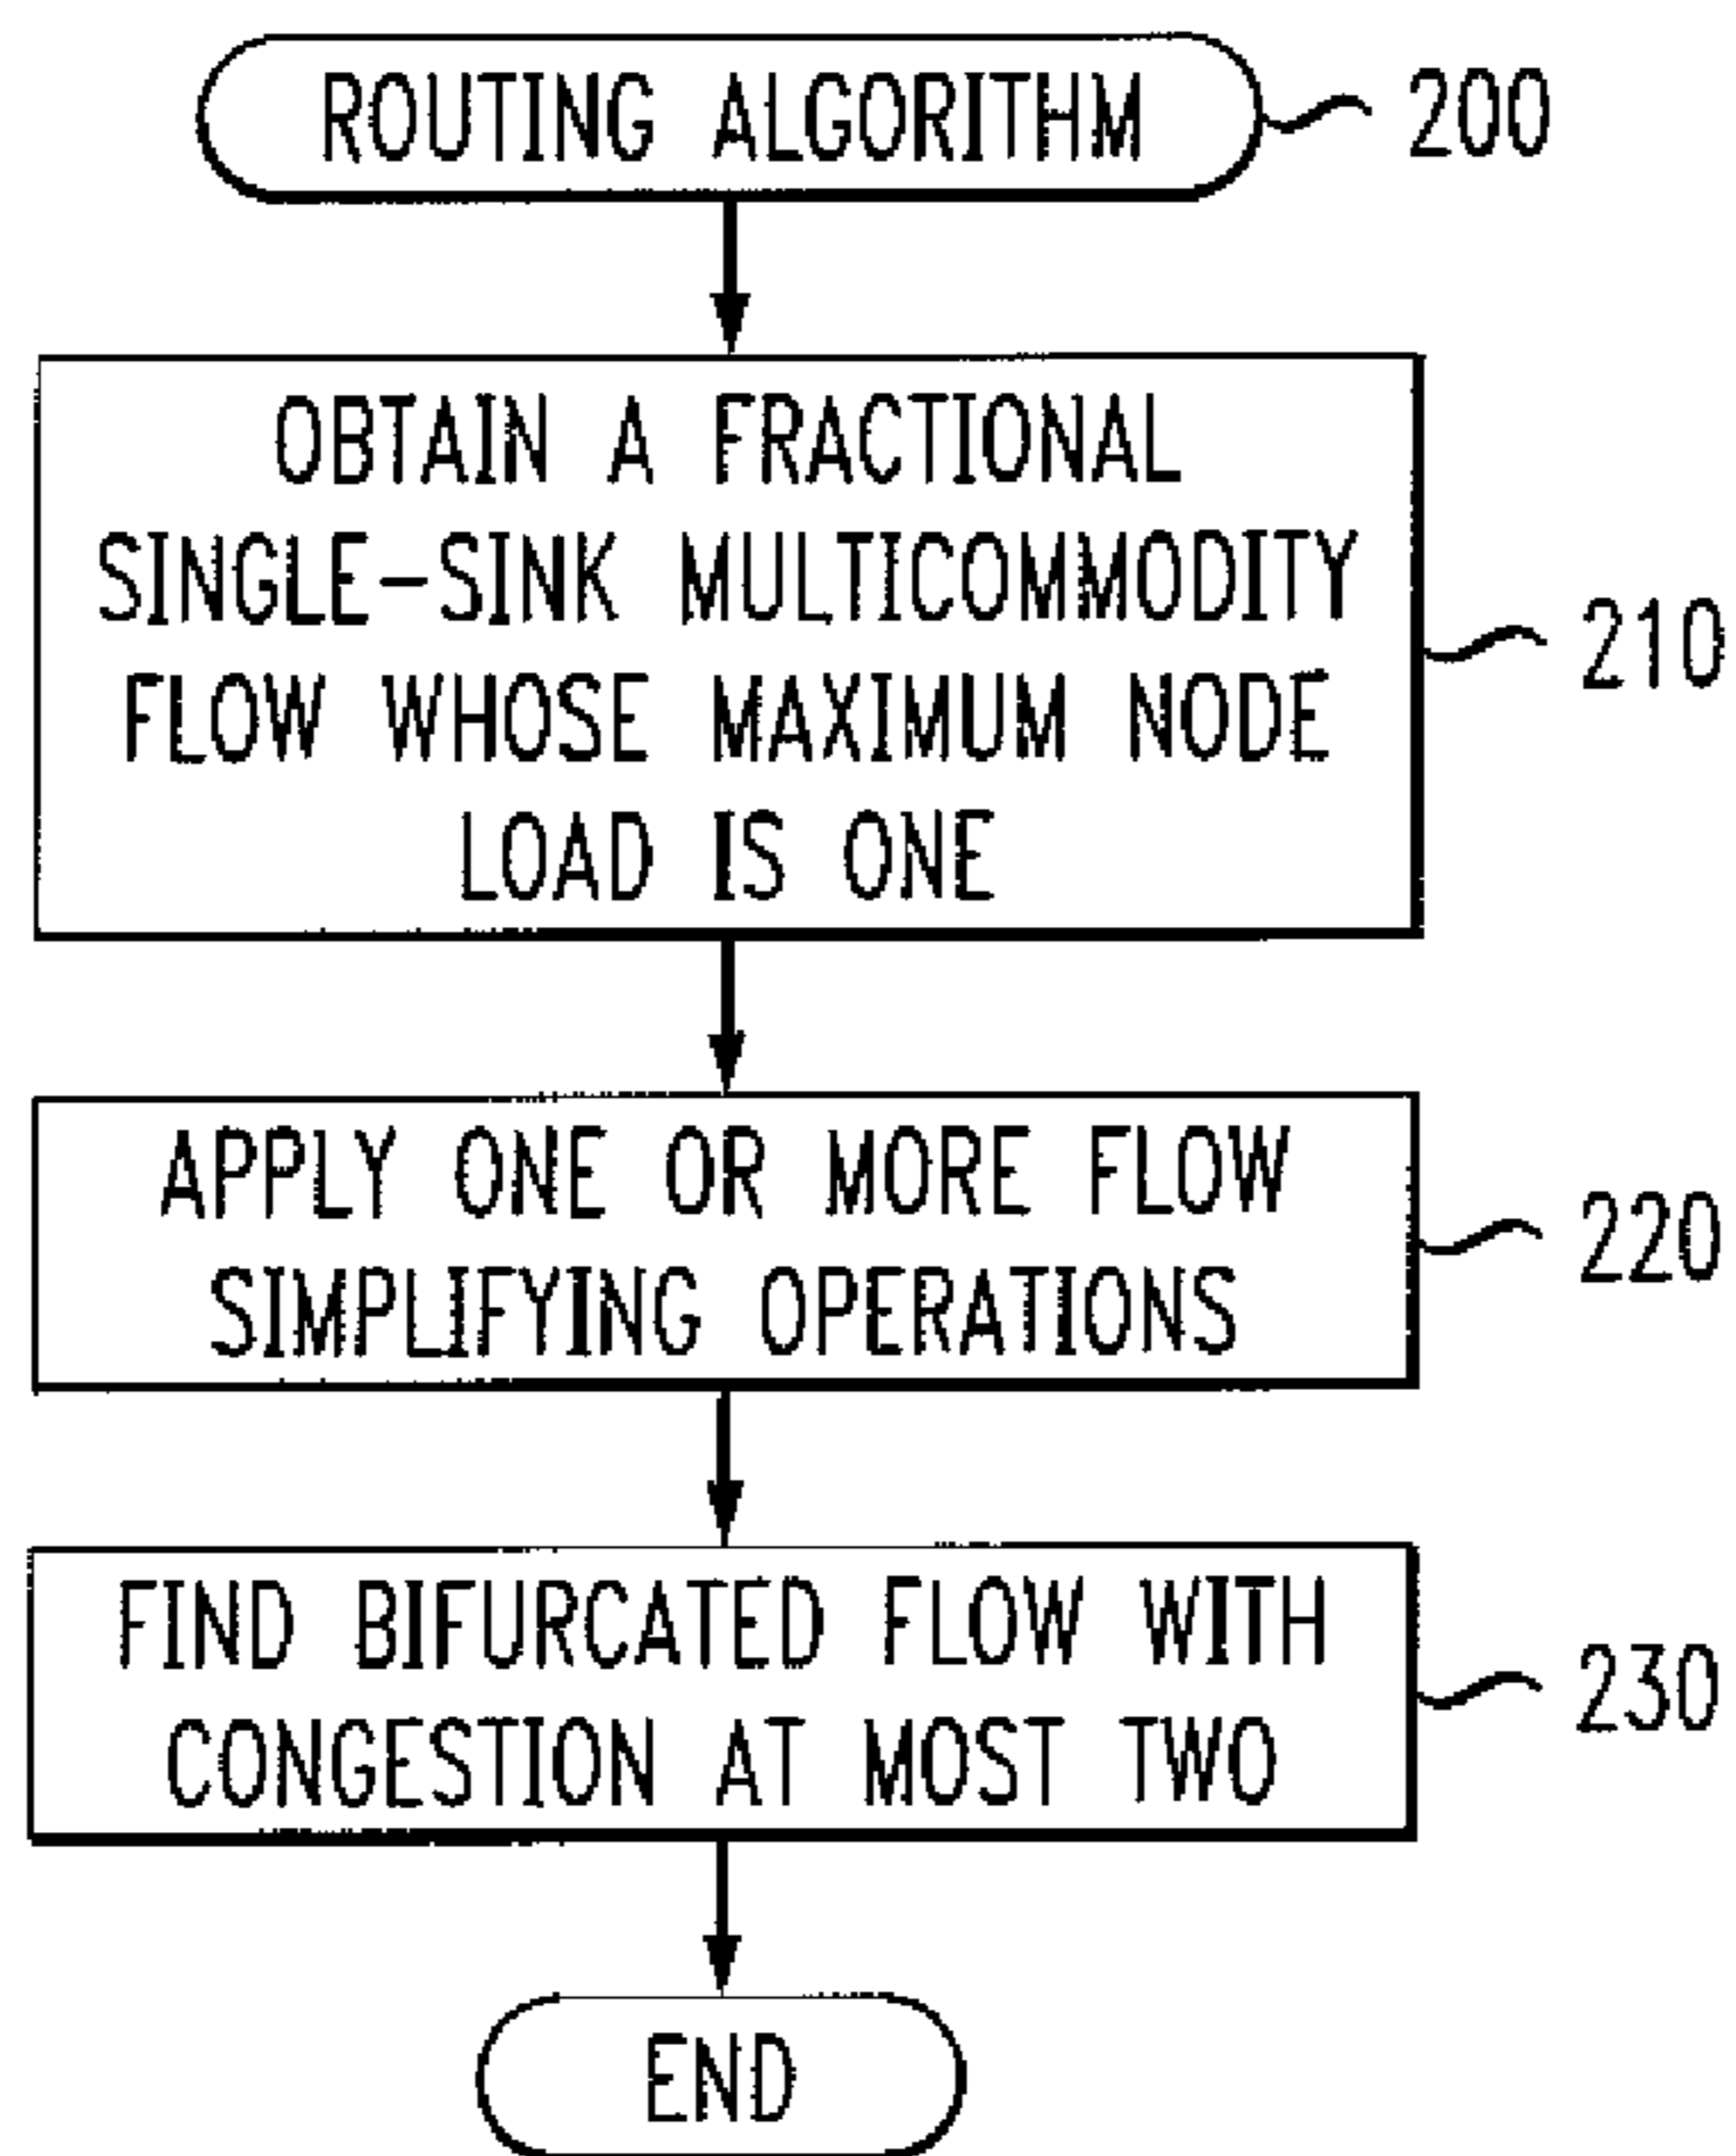 ROUTING ALGORITHM
200
OBTAIN A FRACTIONAL
SINGLE-SINK MULTICOMMODITY
FLOW WHOSE MAXIMUM NODE
LOAD IS ONE
210
APPLY ONE OR MORE FLOW
SIMPLIFYING OPERATIONS
220
FIND BIFURCATED FLOW WITH
CONGESTION AT MOST TWO
230
END